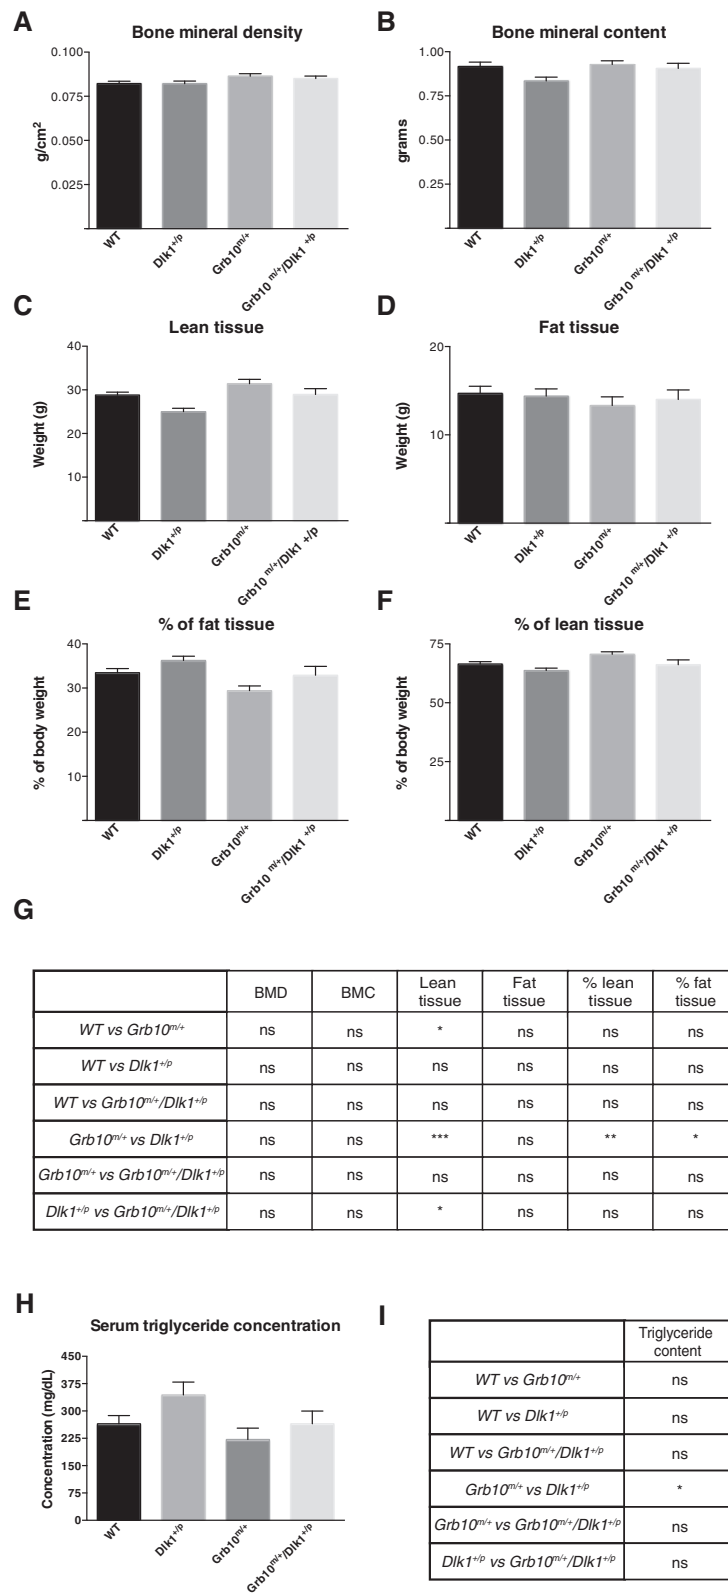 A
Bone mineral density
0.100
0.075
0.050
0.025
g/cm2
WT
Dlk1+/p
Grb10m/+
Grb10 m/+/Dlk1 +/p
B
Bone mineral content
1.00
0.75
0.50
0.25
grams
WT
Dlk1+/p
Grb10m/+
Grb10 m/+/Dlk1 +/p
C
Lean tissue
40
30
20
10
Weight (g)
WT
Dlk1+/p
Grb10m/+
Grb10 m/+/Dlk1 +/p
D
Fat tissue
20
10
Weight (g)
WT
Dlk1+/p
Grb10m/+
Grb10 m/+/Dlk1 +/p
E
% of fat tissue
40
30
20
10
% of body weight
WT
Dlk1+/p
Grb10m/+
Grb10 m/+/Dlk1 +/p
F
% of lean tissue
75
50
25
% of body weight
WT
Dlk1+/p
Grb10m/+
Grb10 m/+/Dlk1 +/p
G
BMD BMC Lean tissue Fat tissue % lean tissue % fat tissue
WT vs Grb10m/+ ns ns * ns ns ns
WT vs Dlk1+/p ns ns ns ns ns ns
WT vs Grb10m/+/Dlk1+/p ns ns ns ns ns ns
Grb10m/+ vs Dlk1+/p ns ns *** ns ** *
Grb10m/+ vs Grb10m/+/Dlk1+/p ns ns ns ns ns ns
Dlk1+/p vs Grb10m/+/Dlk1+/p ns ns * ns ns ns
H
Serum triglyceride concentration
450
375
300
225
150
75
0
Concentration (mg/dL)
WT
Dlk1+/p
Grb10m/+
Grb10m/+/Dlk1+/p
I
Triglyceride
content
WT vs Grb10m/+ ns
WT vs Dlk1+/p ns
WT vs Grb10m/+/Dlk1+/p ns
Grb10m/+ vs Dlk1+/p *
Grb10m/+ vs Grb10m/+/Dlk1+/p ns
Dlk1+/p vs Grb10m/+/Dlk1+/p ns